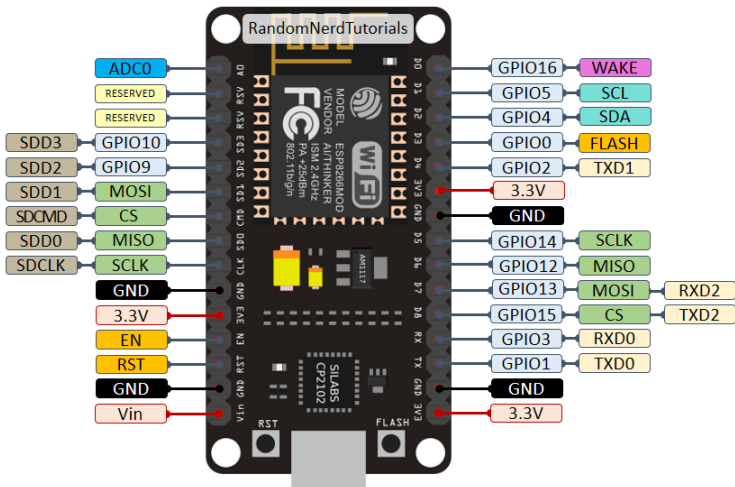 RandomNerdTutorials
ADC0
RESERVED
RESERVED
SDD3 GPIO10
SDD2 GPIO9
SDD1 MOSI
SDCMD CS
SDD0 MISO
SDCLK SCLK
GND
3.3V
EN
RST
GND
Vin
A0
RSV
RSV
SD3
SD2
SD1
CMD
SDO
CLK
GND
3V3
EN
RST
GND
Vin
MODEL ESP8266MOD
VENDOR AI/THINKER
ISM 2.4GHz
PA +25dBm
802.11b/g/n
FC
WiFi
AM1117
SILABS
CP2102
RST
FLASH
D0
D1
D2
D3
D4
3V3
GND
D5
D6
D7
D8
RX
TX
GND
3V3
GPIO16 WAKE
GPIO5 SCL
GPIO4 SDA
GPIO0 FLASH
GPIO2 TXD1
3.3V
GND
GPIO14 SCLK
GPIO12 MISO
GPIO13 MOSI RXD2
GPIO15 CS TXD2
GPIO3 RXD0
GPIO1 TXD0
GND
3.3V